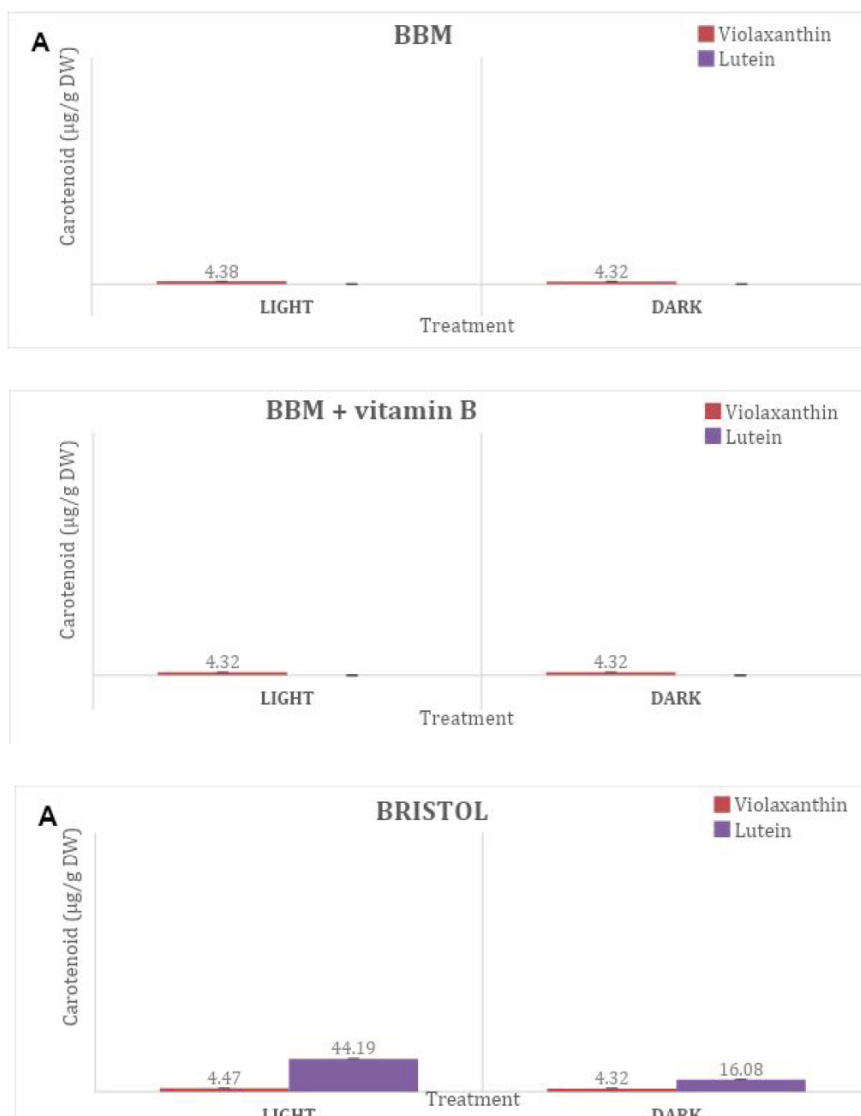 A
BBM
Violaxanthin
Lutein
Carotenoid (µg/g DW)
4.38
4.32
LIGHT
DARK
Treatment
BBM + vitamin B
Violaxanthin
Lutein
Carotenoid (µg/g DW)
4.32
4.32
LIGHT
DARK
Treatment
A
BRISTOL
Violaxanthin
Lutein
Carotenoid (µg/g DW)
4.47
44.19
4.32
16.08
Treatment
LIGHT
DARK